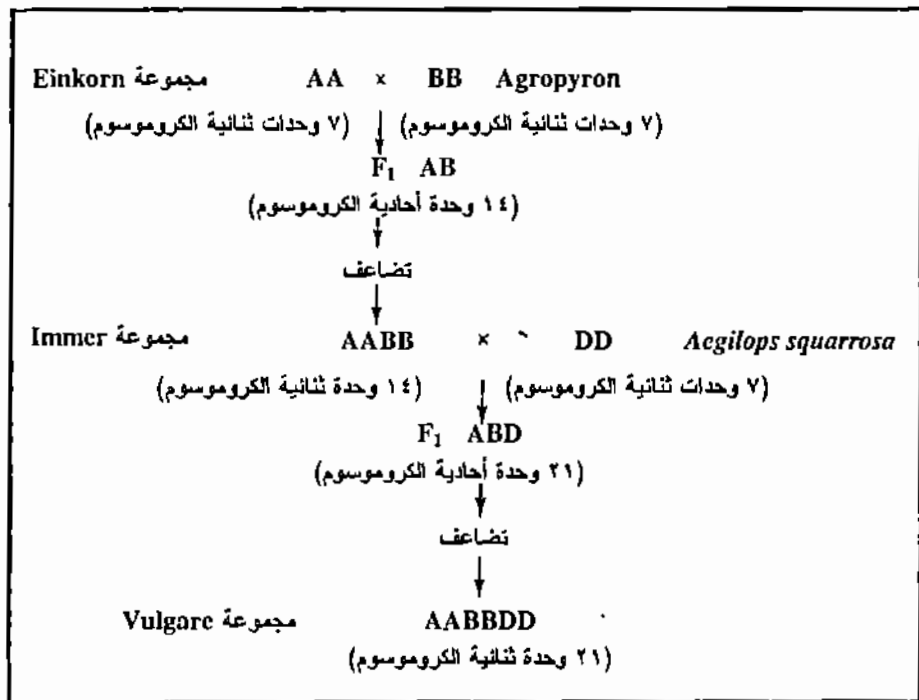 Einkorn مجموعة AA × BB Agropyron
(٧ وحدات ثنائية الكروموسوم) (٧ وحدات ثنائية الكروموسوم)
F₁ AB
(١٤ وحدة أحادية الكروموسوم)
تضاعف
Immer مجموعة AABB × DD Aegilops squarrosa
(١٤ وحدة ثنائية الكروموسوم) (٧ وحدات ثنائية الكروموسوم)
F₁ ABD
(٢١ وحدة أحادية الكروموسوم)
تضاعف
Vulgare مجموعة AABBDD
(٢١ وحدة ثنائية الكروموسوم)